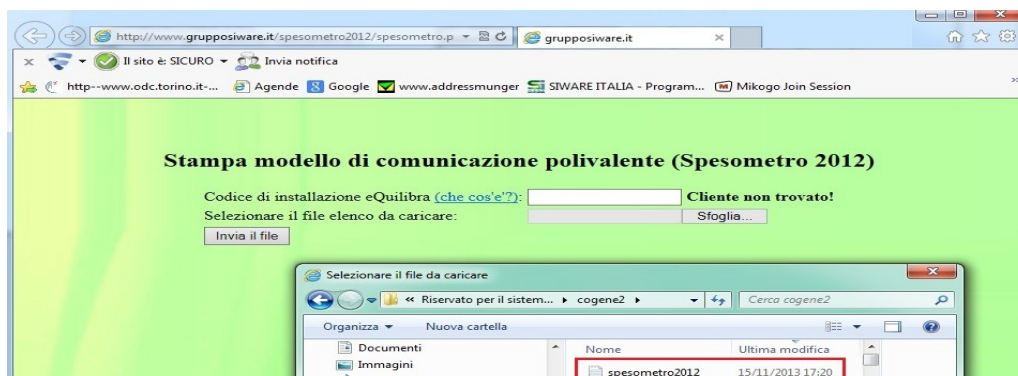 http://www.grupposiware.it/spesometro2012/spesometro.p
grupposiware.it
Il sito è: SICURO
Invia notifica
http--www.odc.torino.it-...
Agende
Google
www.addressmunger
SIWARE ITALIA - Program...
Mikogo Join Session
Stampa modello di comunicazione polivalente (Spesometro 2012)
Codice di installazione eQuilibra (che cos'e'?): Cliente non trovato!
Selezionare il file elenco da caricare: Sfoglia...
Invia il file
Selezionare il file da caricare
« Riservato per il sistem... cogene2
Cerca cogene2
Organizza
Nuova cartella
Documenti
Immagini
Nome
Ultima modifica
spesometro2012
15/11/2013 17:20